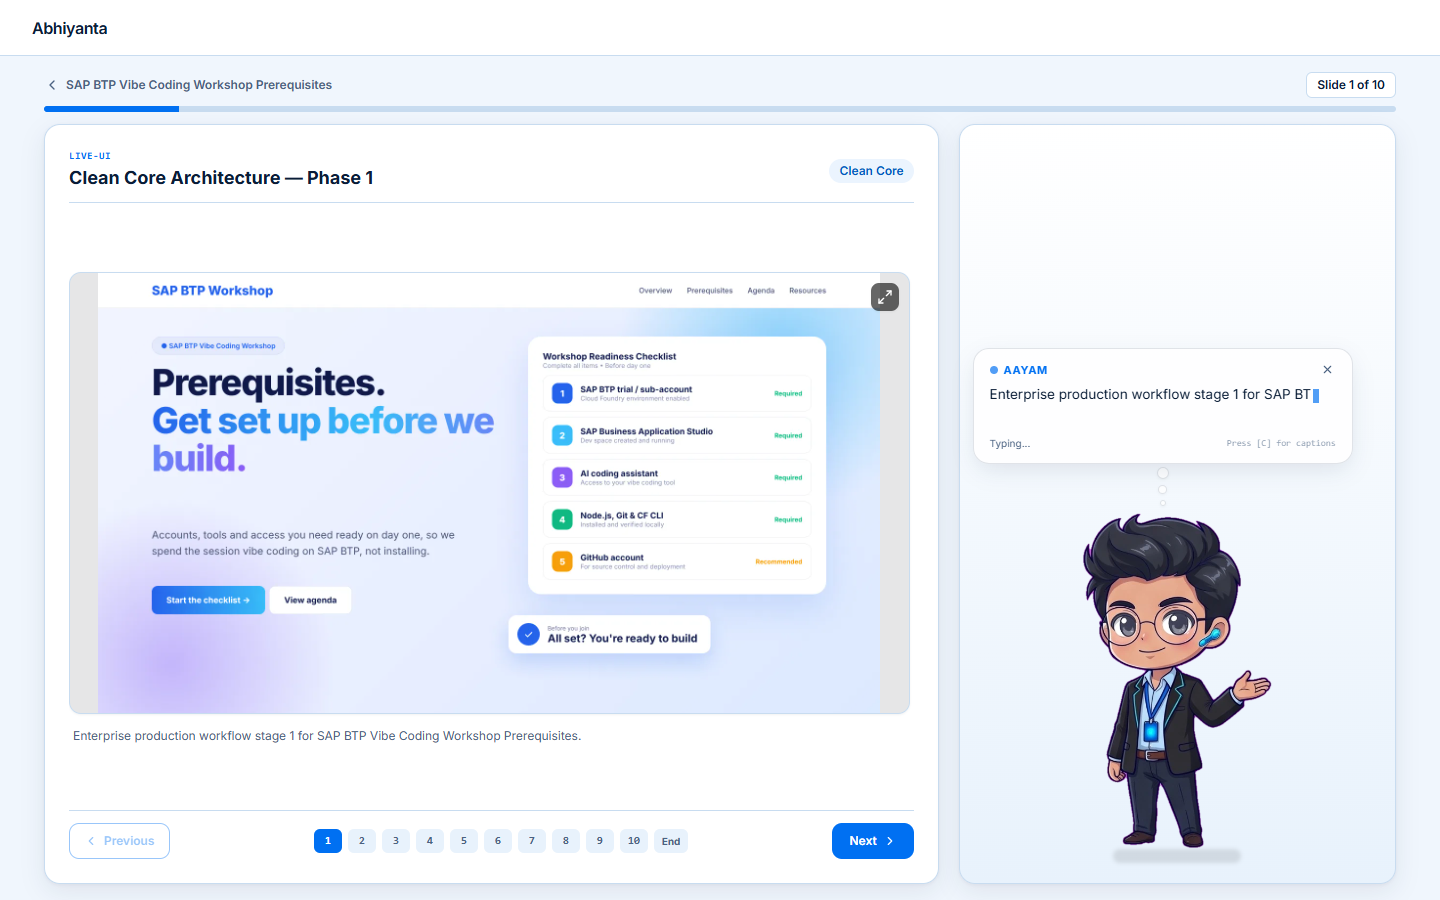 Abhiyanta
SAP BTP Vibe Coding Workshop Prerequisites
Slide 1 of 10
LIVE-UI
Clean Core Architecture — Phase 1
Clean Core
SAP BTP Workshop
Overview
Prerequisites
Agenda
Resources
SAP BTP Vibe Coding Workshop
Prerequisites.
Get set up before we
build.
Accounts, tools and access you need ready on day one, so we
spend the session vibe coding on SAP BTP, not installing.
Start the checklist →
View agenda
Workshop Readiness Checklist
Complete all items • Before day one
1
SAP BTP trial / sub-account
Cloud Foundry environment enabled
Required
2
SAP Business Application Studio
Dev space created and running
Required
3
AI coding assistant
Access to your vibe coding tool
Required
4
Node.js, Git & CF CLI
Installed and verified locally
Required
5
GitHub account
For source control and deployment
Recommended
Before you join
All set? You're ready to build
Enterprise production workflow stage 1 for SAP BTP Vibe Coding Workshop Prerequisites.
Previous
1 2 3 4 5 6 7 8 9 10 End
Next
AAYAM
Enterprise production workflow stage 1 for SAP BT
Typing...
Press [C] for captions